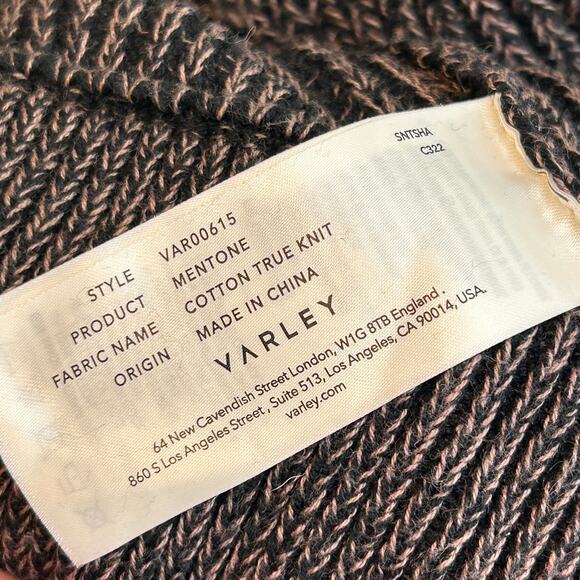 SNTSHA
C322
STYLE VAR00615
PRODUCT MENTONE
FABRIC NAME COTTON TRUE KNIT
ORIGIN MADE IN CHINA
VARLEY
64 New Cavendish Street London, W1G 8TB England .
860 S Los Angeles Street , Suite 513, Los Angeles, CA 90014, USA.
varley.com